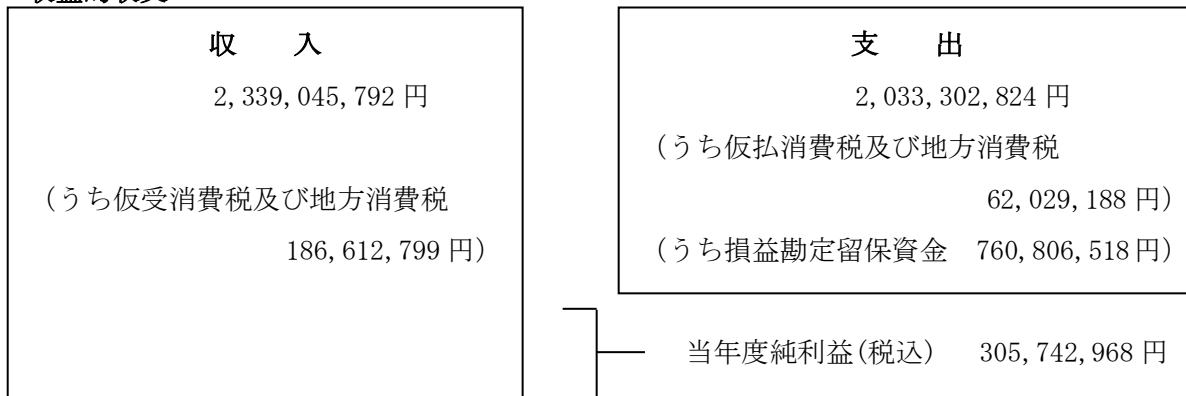 収 入
2,339,045,792 円
(うち仮受消費税及び地方消費税
186,612,799 円)
支 出
2,033,302,824 円
(うち仮払消費税及び地方消費税
62,029,188 円)
(うち損益勘定留保資金 760,806,518 円)
当年度純利益(税込) 305,742,968 円